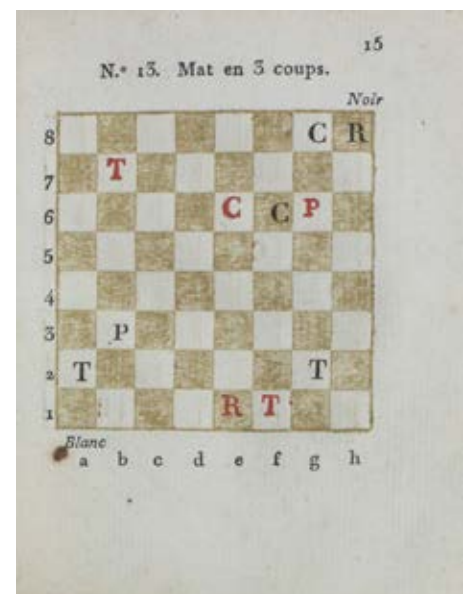 15
N.º 13. Mat en 3 coups.
Noir
8 C R
7 T
6 C C P
5
4
3 P
2 T T
1 R T
Blanc
a b c d e f g h